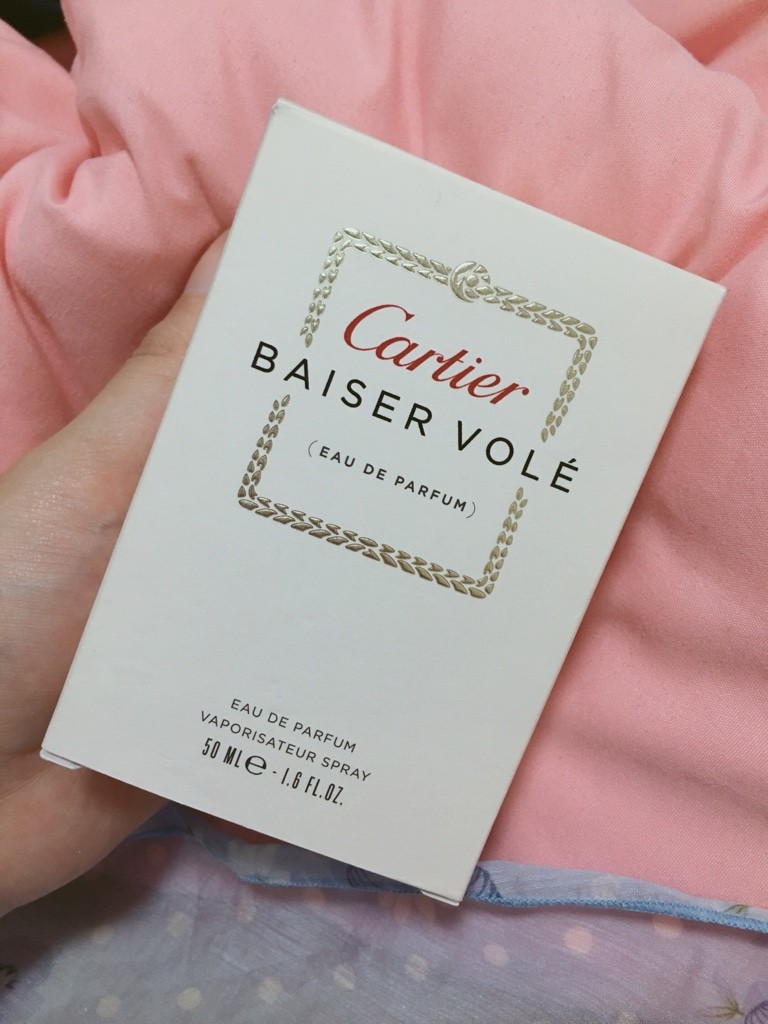 Cartier
BAISER VOLÉ
(EAU DE PARFUM)
EAU DE PARFUM
VAPORISATEUR SPRAY
50 ML℮ - 1.6 FL.OZ.